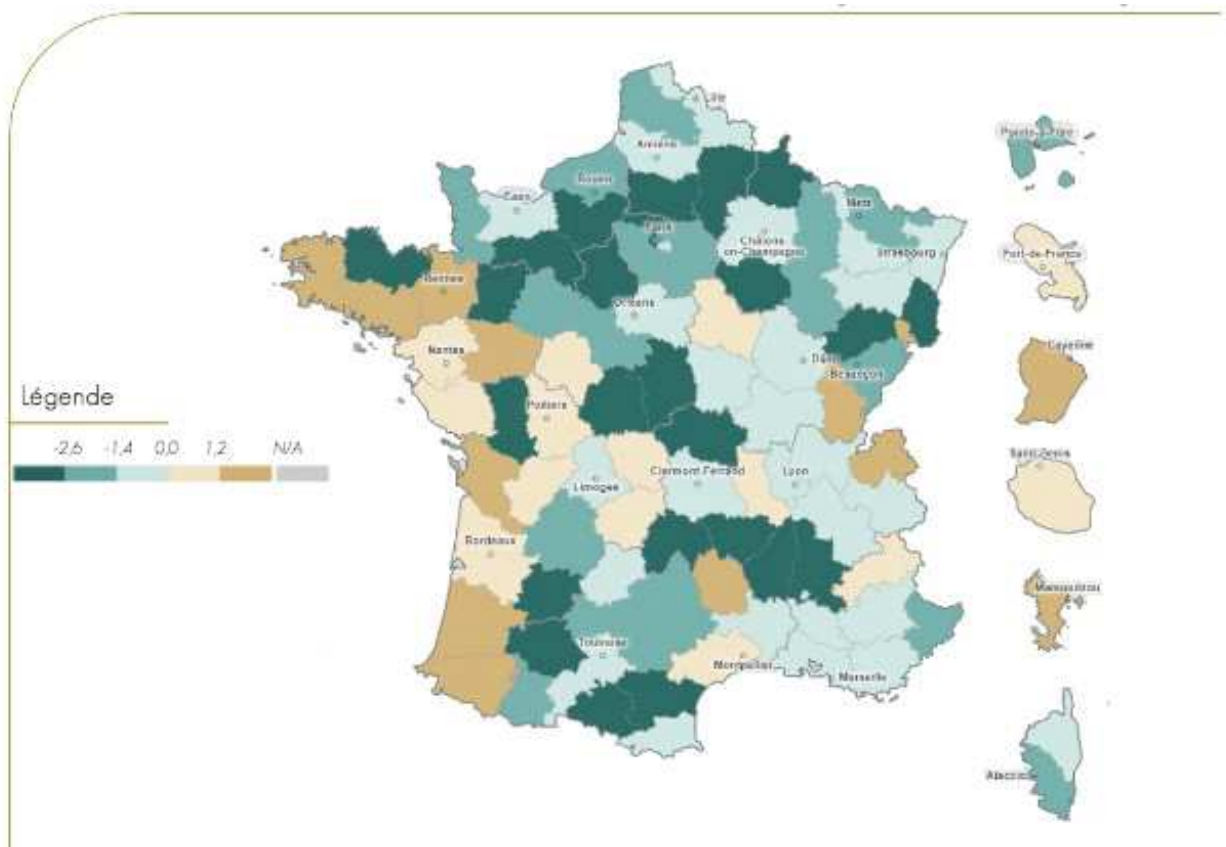 Lille
Amiens
Rouen
Caen
Metz
Paris
Châlons
en-Champagne
Strasbourg
Rennes
Orléans
Nantes
Dijon
Besançon
Poitiers
Limoges
Clermont Ferrand
Lyon
Bordeaux
Toulouse
Montpellier
Marseille
Légende
-2,6 -1,4 0,0 1,2 N/A
Pointe-à-Pitre
Fort-de-France
Cayenne
Saint-Denis
Mamoudzou
Ajaccio